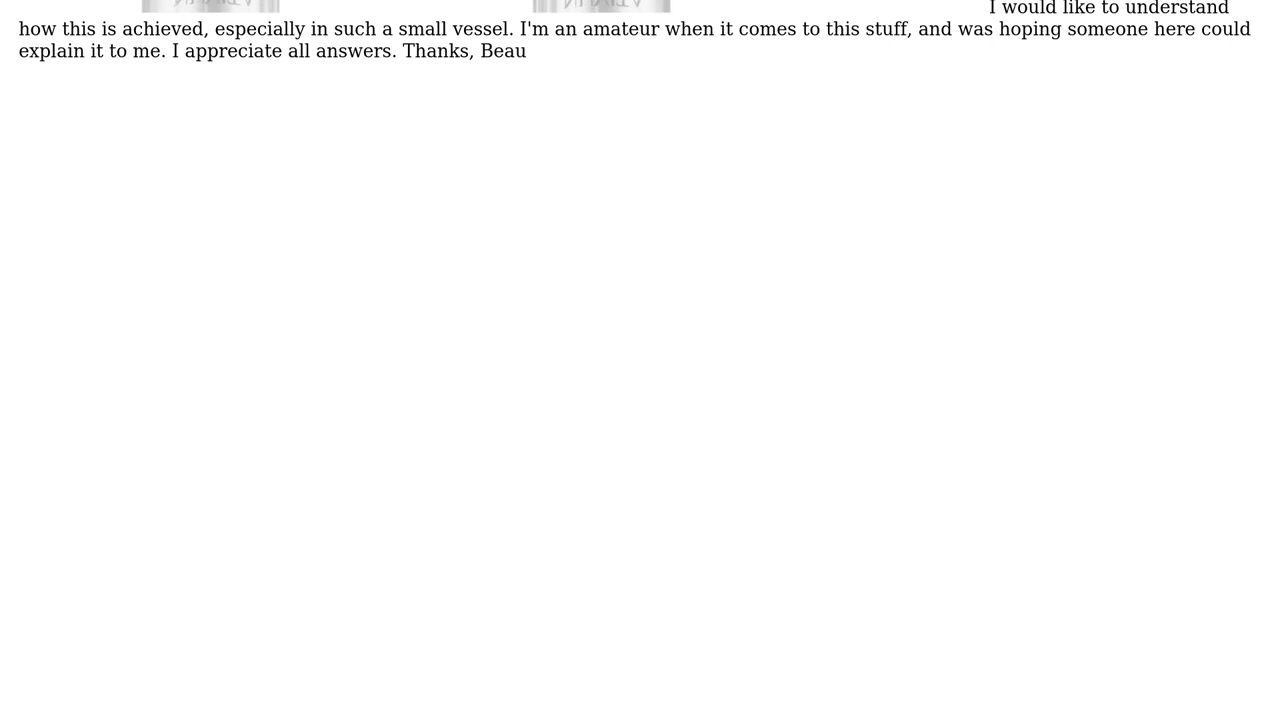 I would like to understand
how this is achieved, especially in such a small vessel. I'm an amateur when it comes to this stuff, and was hoping someone here could
explain it to me. I appreciate all answers. Thanks, Beau